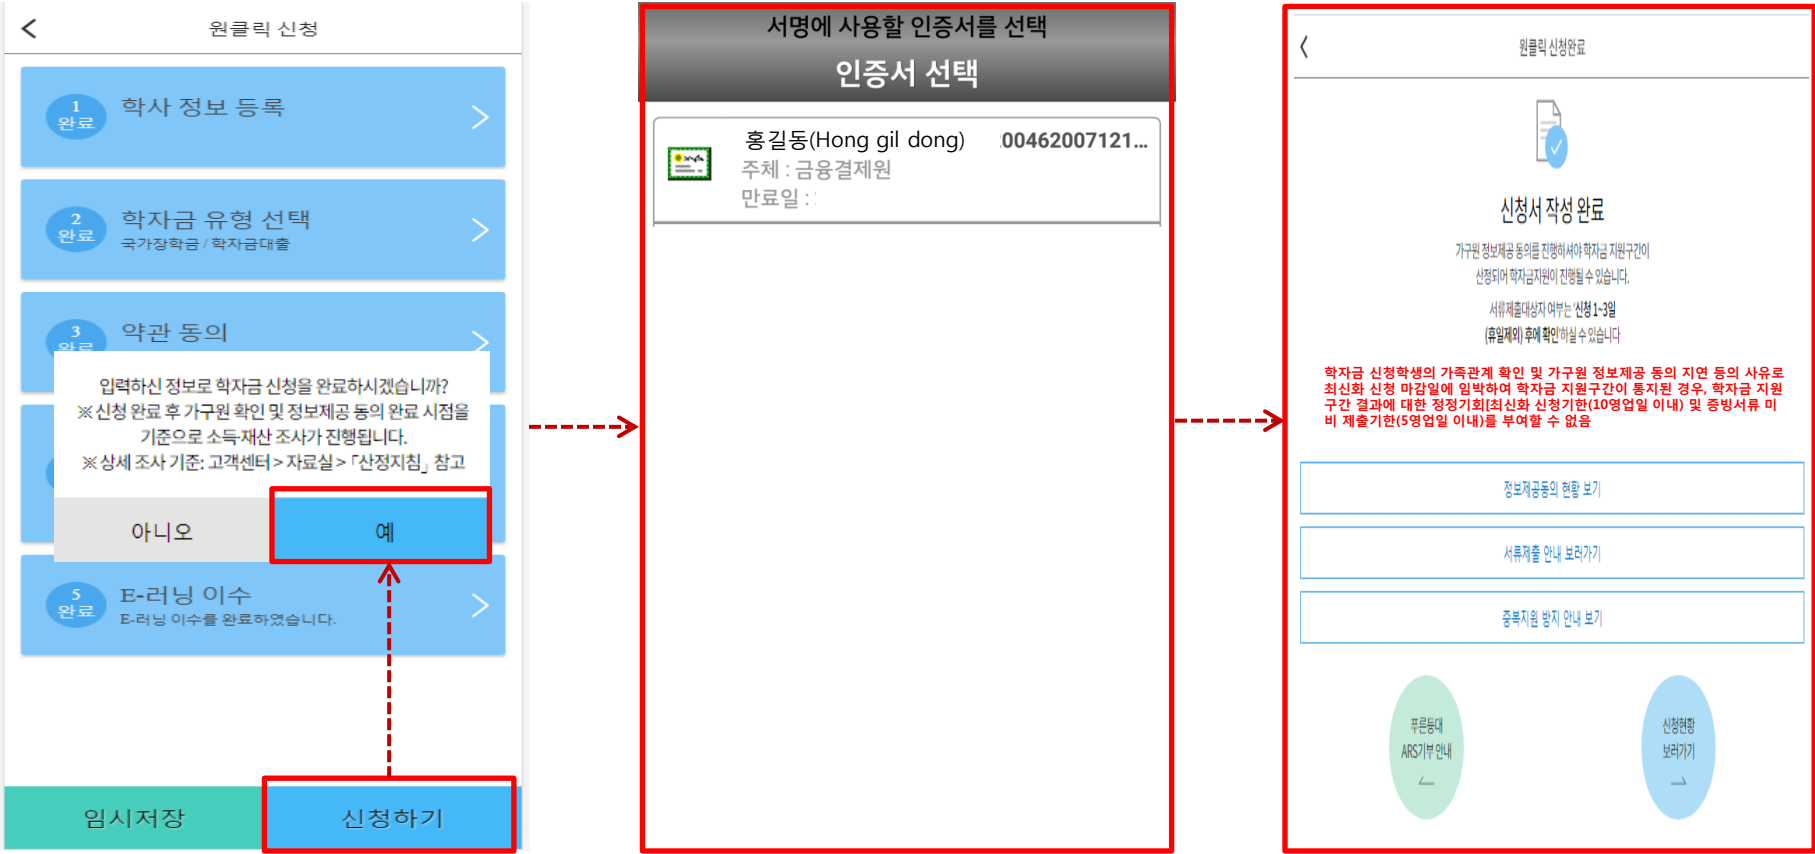 원클릭 신청
1
완료
학사 정보 등록
2
완료
학자금 유형 선택
국가장학금 / 학자금대출
3
완료
약관 동의
입력하신 정보로 학자금 신청을 완료하시겠습니까?
※ 신청 완료 후 가구원 확인 및 정보제공 동의 완료 시점을
기준으로 소득·재산 조사가 진행됩니다.
※ 상세 조사 기준: 고객센터 > 자료실 > 「산정지침」 참고
아니오
예
5
완료
E-러닝 이수
E-러닝 이수를 완료하였습니다.
임시저장
신청하기
서명에 사용할 인증서를 선택
인증서 선택
홍길동(Hong gil dong)
00462007121...
주체 : 금융결제원
만료일 :
원클릭 신청완료
신청서 작성 완료
가구원 정보제공 동의를 진행하셔야 학자금 지원구간이
산정되어 학자금지원이 진행될 수 있습니다.
서류제출대상자 여부는 '신청 1~3일
(휴일제외) 후에 확인'하실 수 있습니다
학자금 신청학생의 가족관계 확인 및 가구원 정보제공 동의 지연 등의 사유로
최신화 신청 마감일에 임박하여 학자금 지원구간이 통지된 경우, 학자금 지원
구간 결과에 대한 정정기회[최신화 신청기한(10영업일 이내) 및 증빙서류 미
비 제출기한(5영업일 이내)를 부여할 수 없음
정보제공동의 현황 보기
서류제출 안내 보러가기
중복지원 방지 안내 보기
푸른등대
ARS기부 안내
신청현황
보러가기